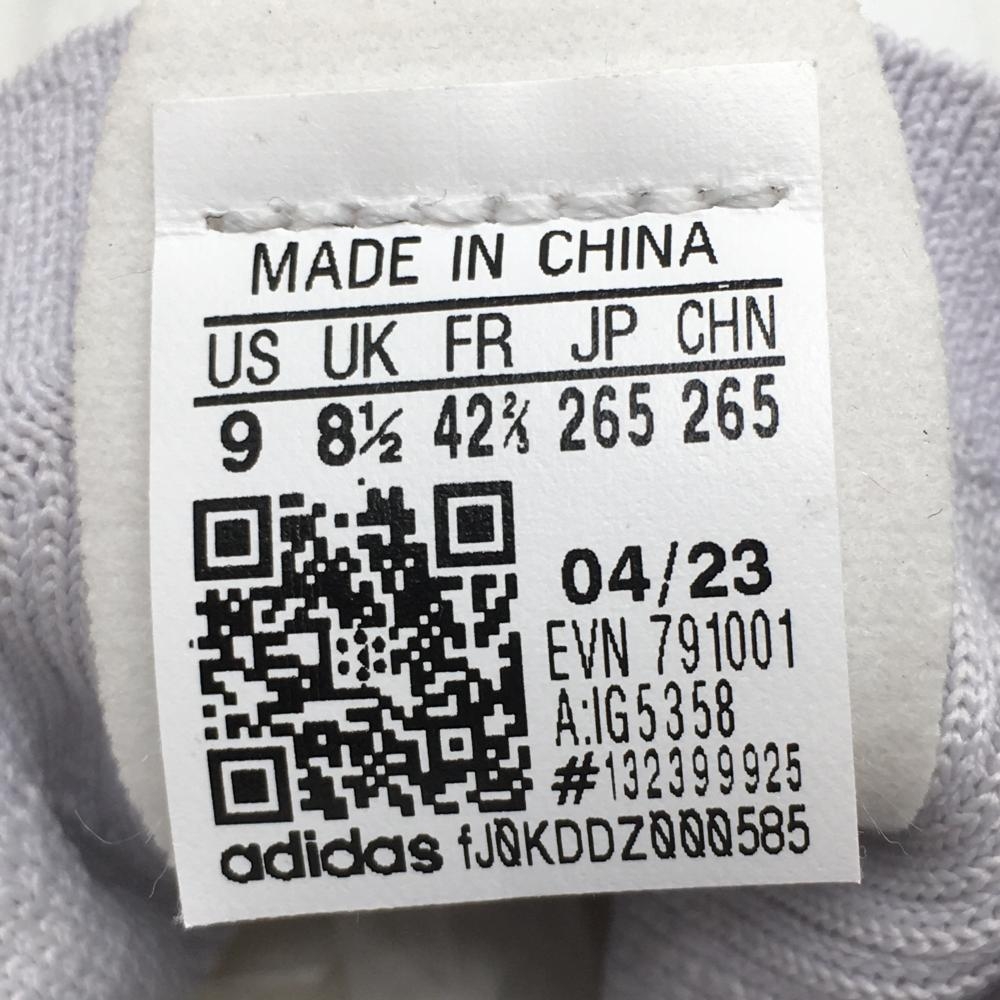 MADE IN CHINA
US UK FR JP CHN
9 8½ 42⅔ 265 265
04/23
EVN 791001
A:IG5358
#132399925
adidas fJ0KDDZ000585